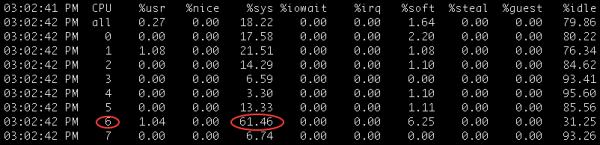 03:02:41 PM CPU %usr %nice %sys %iowait %irq %soft %steal %guest %idle
03:02:42 PM all 0.27 0.00 18.22 0.00 0.00 1.64 0.00 0.00 79.86
03:02:42 PM 0 0.00 0.00 17.58 0.00 0.00 2.20 0.00 0.00 80.22
03:02:42 PM 1 1.08 0.00 21.51 0.00 0.00 1.08 0.00 0.00 76.34
03:02:42 PM 2 0.00 0.00 14.29 0.00 0.00 1.10 0.00 0.00 84.62
03:02:42 PM 3 0.00 0.00 6.59 0.00 0.00 0.00 0.00 0.00 93.41
03:02:42 PM 4 0.00 0.00 3.30 0.00 0.00 1.10 0.00 0.00 95.60
03:02:42 PM 5 0.00 0.00 13.33 0.00 0.00 1.11 0.00 0.00 85.56
03:02:42 PM 6 1.04 0.00 61.46 0.00 0.00 6.25 0.00 0.00 31.25
03:02:42 PM 7 0.00 0.00 6.74 0.00 0.00 0.00 0.00 0.00 93.26